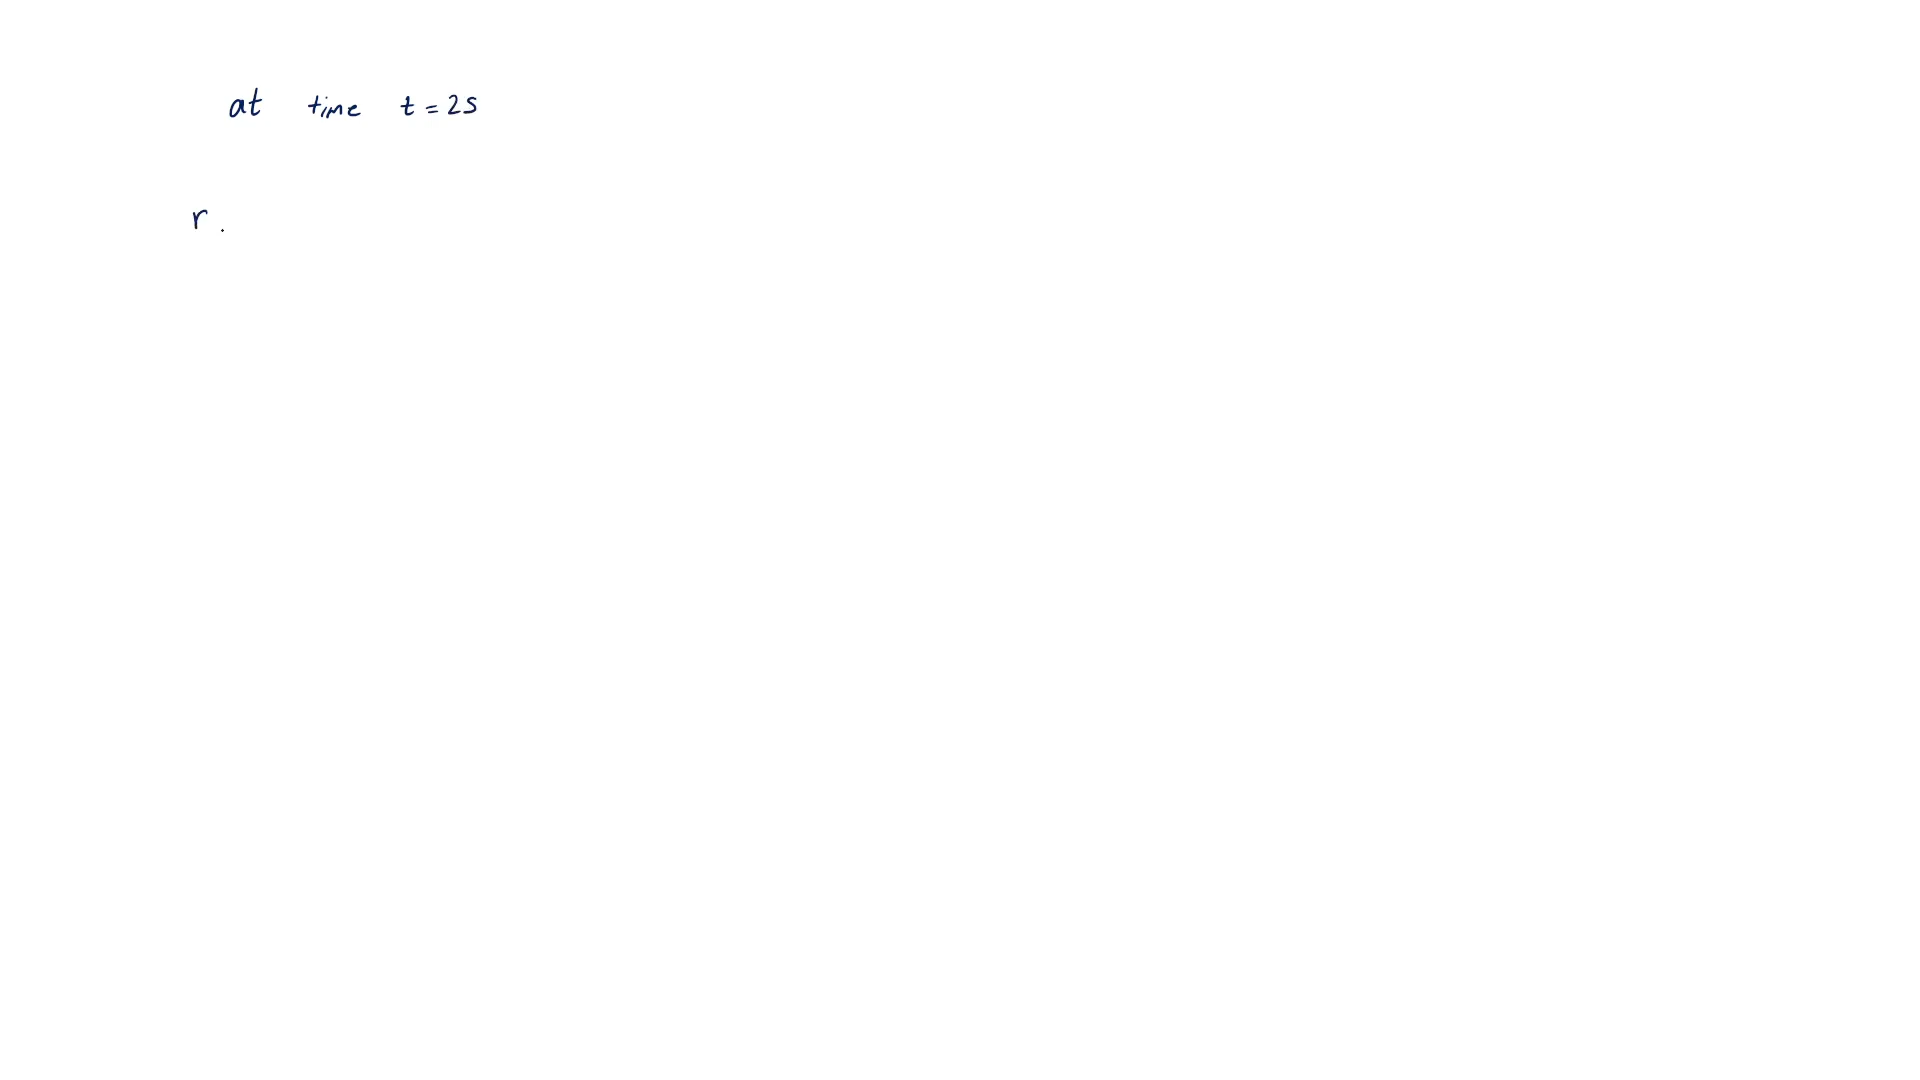 at time t = 2s
r .